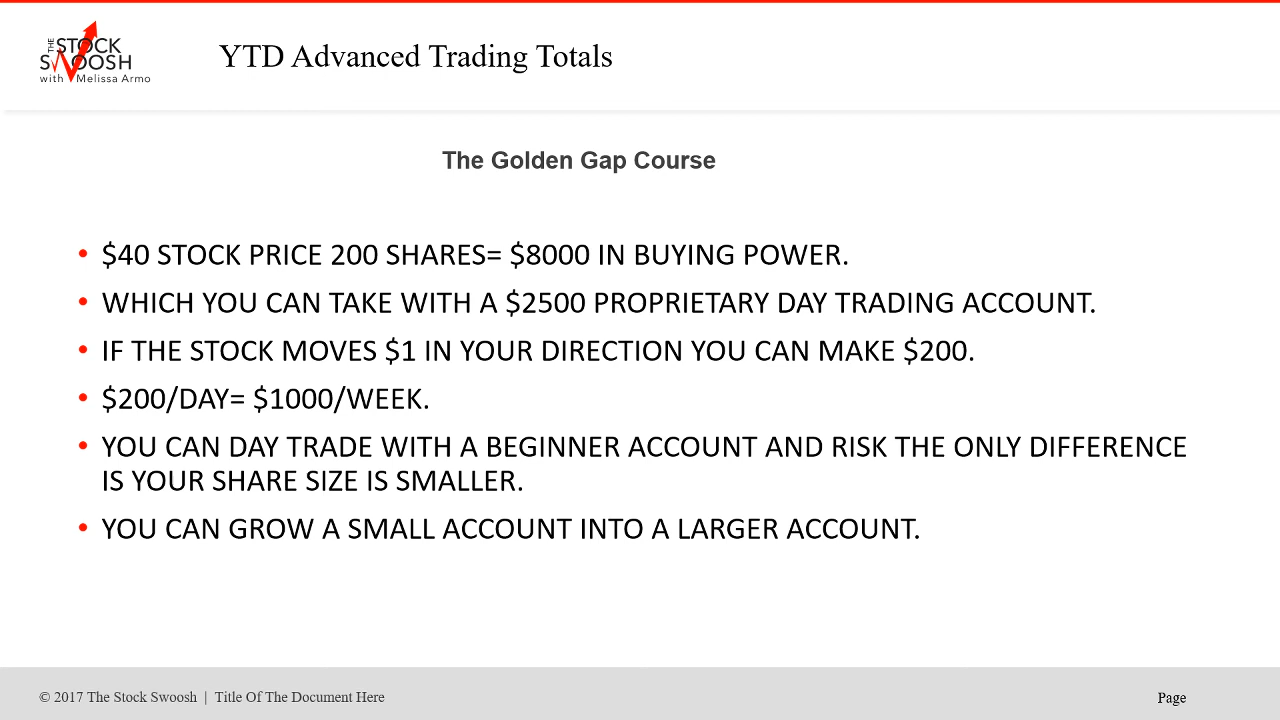 THE STOCK
SWOOSH
with Melissa Armo
YTD Advanced Trading Totals
The Golden Gap Course
• $40 STOCK PRICE 200 SHARES= $8000 IN BUYING POWER.
• WHICH YOU CAN TAKE WITH A $2500 PROPRIETARY DAY TRADING ACCOUNT.
• IF THE STOCK MOVES $1 IN YOUR DIRECTION YOU CAN MAKE $200.
• $200/DAY= $1000/WEEK.
• YOU CAN DAY TRADE WITH A BEGINNER ACCOUNT AND RISK THE ONLY DIFFERENCE
IS YOUR SHARE SIZE IS SMALLER.
• YOU CAN GROW A SMALL ACCOUNT INTO A LARGER ACCOUNT.
© 2017 The Stock Swoosh | Title Of The Document Here
Page